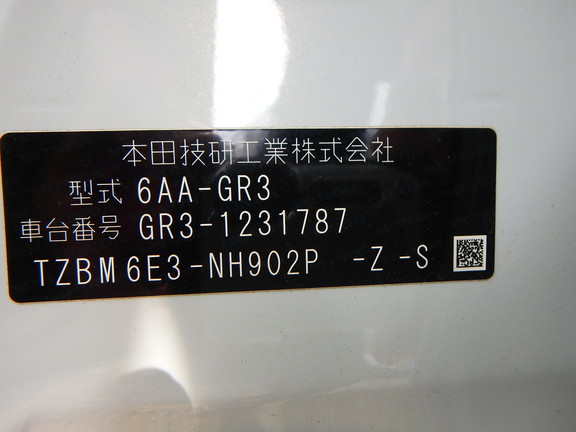 本田技研工業株式会社
型式 6AA-GR3
車台番号 GR3-1231787
TZBM6E3-NH902P -Z-S